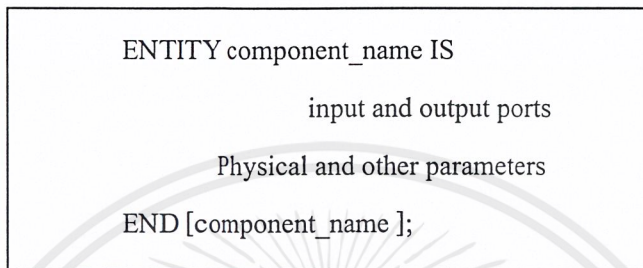 ENTITY component_name IS
input and output ports
Physical and other parameters
END [component_name ];